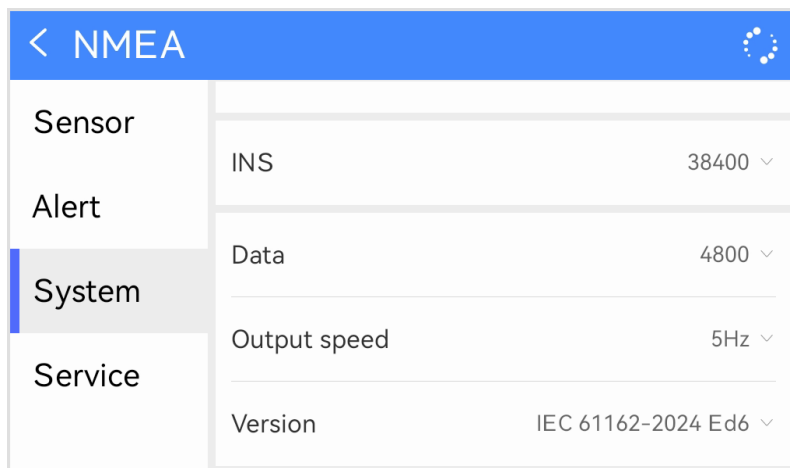 NMEA
Sensor
Alert
System
Service
INS 38400
Data 4800
Output speed 5Hz
Version IEC 61162-2024 Ed6